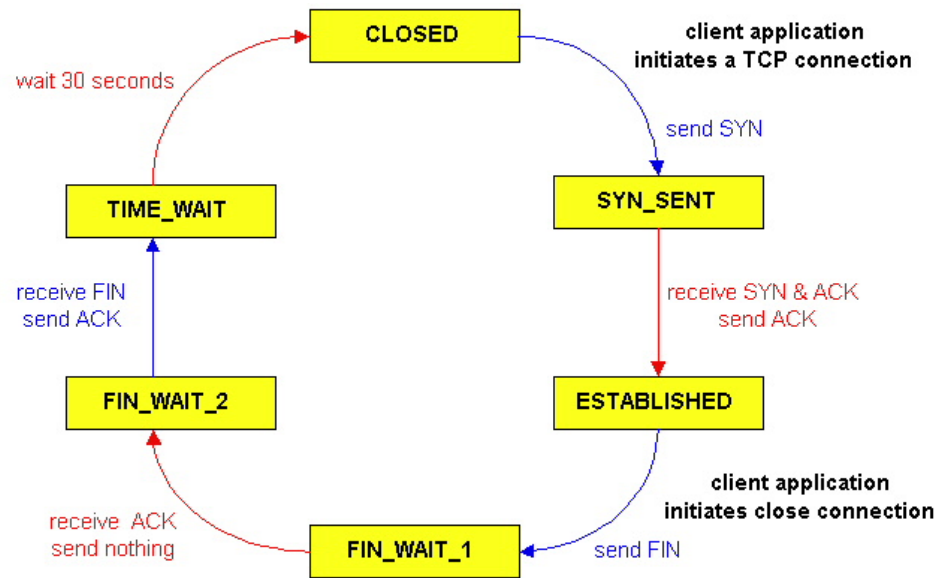 CLOSED
client application
initiates a TCP connection
wait 30 seconds
send SYN
TIME_WAIT
SYN_SENT
receive FIN
send ACK
receive SYN & ACK
send ACK
FIN_WAIT_2
ESTABLISHED
client application
initiates close connection
receive ACK
send nothing
FIN_WAIT_1
send FIN